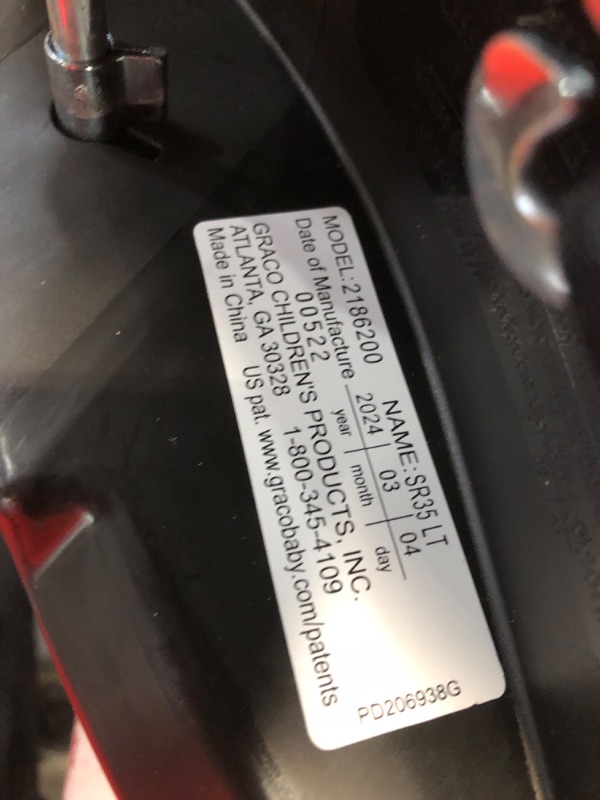 MODEL: 2186200 NAME: SR35 LT
Date of Manufacture 2024 03 04
00522 year month day
GRACO CHILDREN'S PRODUCTS, INC.
ATLANTA, GA 30328 1-800-345-4109
Made in China US pat. www.gracobaby.com/patents
PD206938G